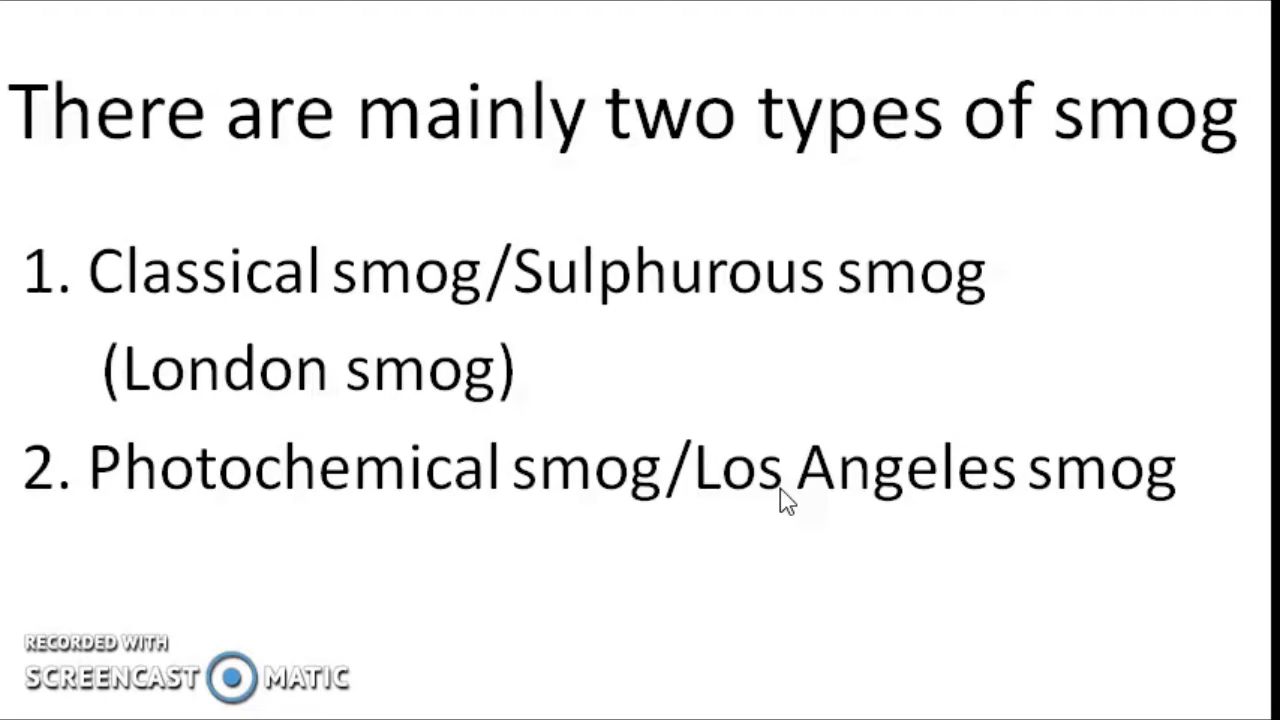 There are mainly two types of smog
1. Classical smog/Sulphurous smog
(London smog)
2. Photochemical smog/Los Angeles smog
RECORDED WITH
SCREENCAST MATIC